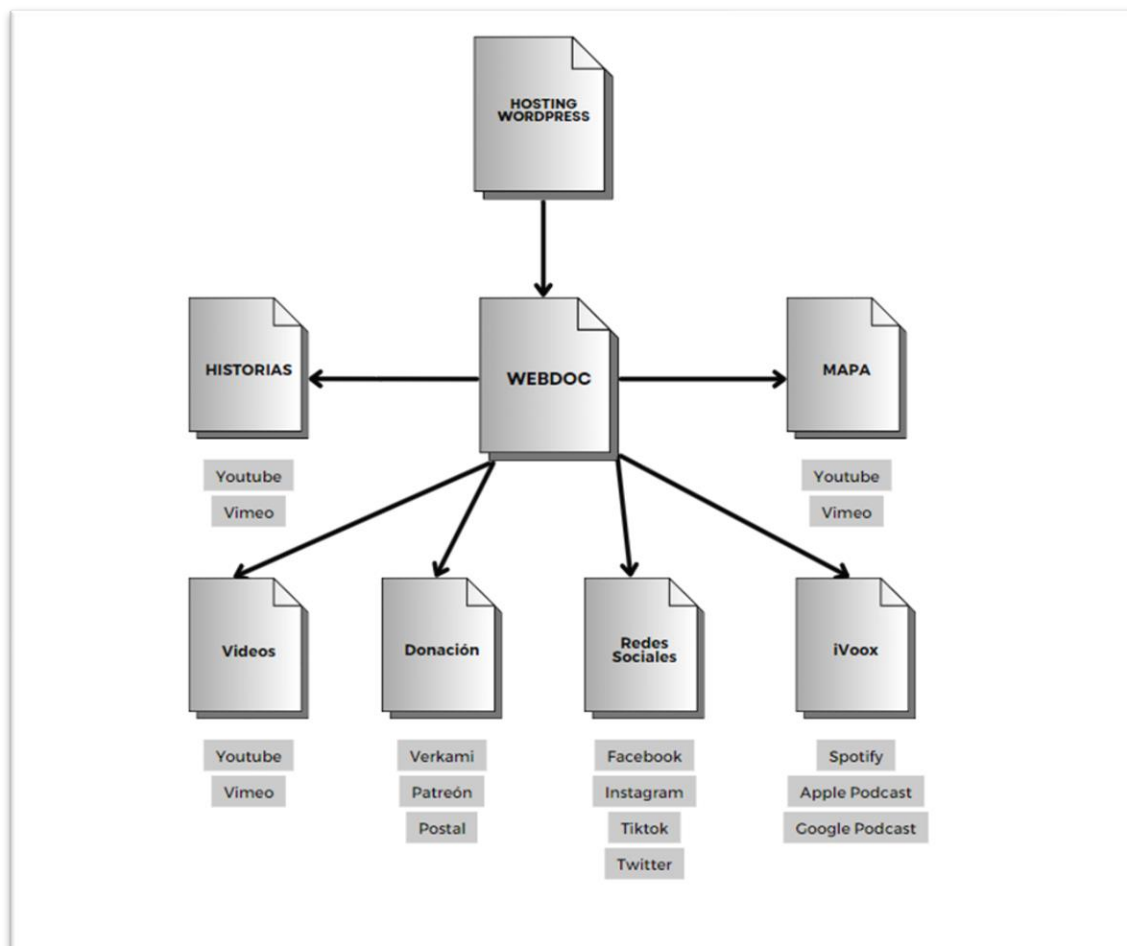 HOSTING
WORDPRESS
HISTORIAS
WEBDOC
MAPA
Youtube
Vimeo
Youtube
Vimeo
Videos
Donación
Redes
Sociales
iVoox
Youtube
Vimeo
Verkami
Patreón
Postal
Facebook
Instagram
Tiktok
Twitter
Spotify
Apple Podcast
Google Podcast